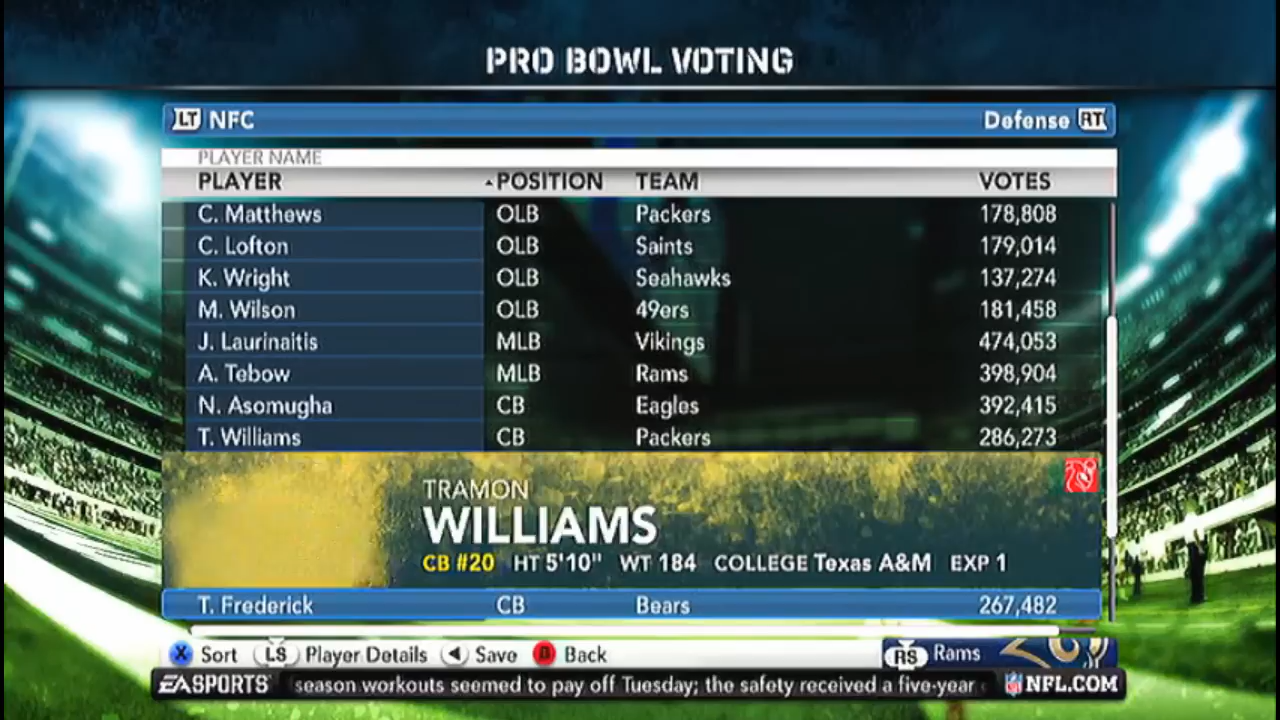 PRO BOWL VOTING
LT NFC Defense RT
PLAYER NAME
PLAYER POSITION TEAM VOTES
C. Matthews OLB Packers 178,808
C. Lofton OLB Saints 179,014
K. Wright OLB Seahawks 137,274
M. Wilson OLB 49ers 181,458
J. Laurinaitis MLB Vikings 474,053
A. Tebow MLB Rams 398,904
N. Asomugha CB Eagles 392,415
T. Williams CB Packers 286,273
TRAMON
WILLIAMS
CB #20 HT 5'10" WT 184 COLLEGE Texas A&M EXP 1
T. Frederick CB Bears 267,482
X Sort LS Player Details Save B Back RS Rams
EA SPORTS season workouts seemed to pay off Tuesday; the safety received a five-year NFL.COM